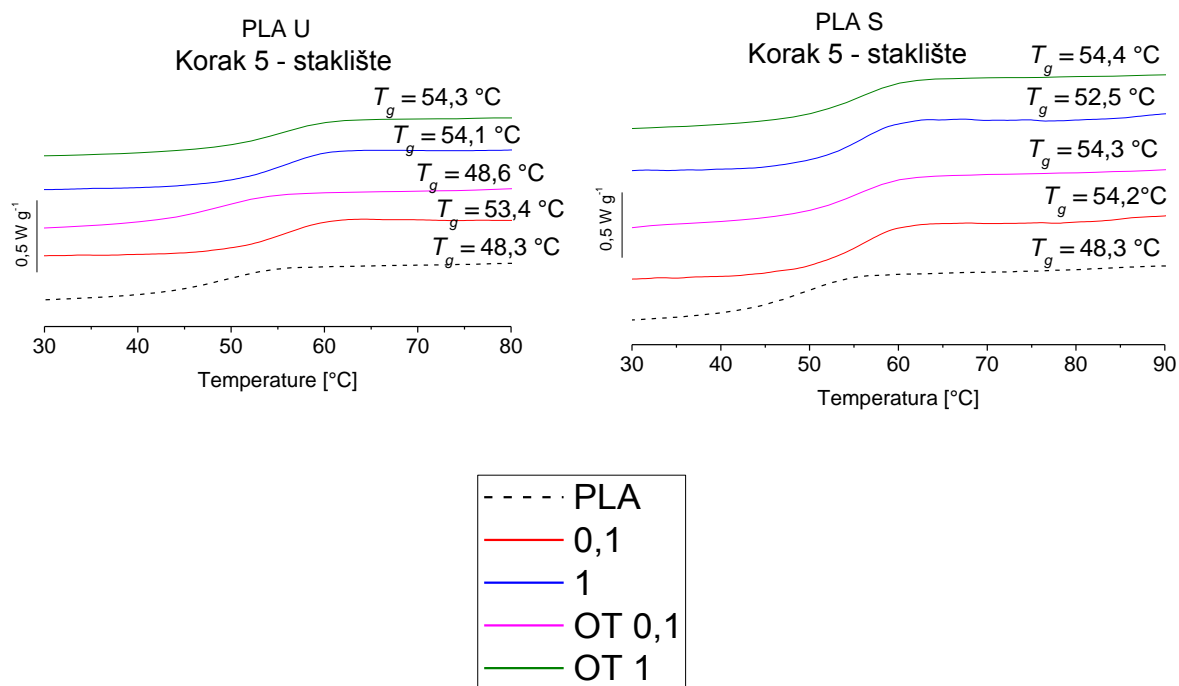 PLA U
Korak 5 - staklište
T_g = 54,3 °C
T_g = 54,1 °C
T_g = 48,6 °C
T_g = 53,4 °C
T_g = 48,3 °C
0,5 W g⁻¹
30 40 50 60 70 80
Temperature [°C]
PLA S
Korak 5 - staklište
T_g = 54,4 °C
T_g = 52,5 °C
T_g = 54,3 °C
T_g = 54,2°C
T_g = 48,3 °C
0,5 W g⁻¹
30 40 50 60 70 80 90
Temperatura [°C]
PLA
0,1
1
OT 0,1
OT 1